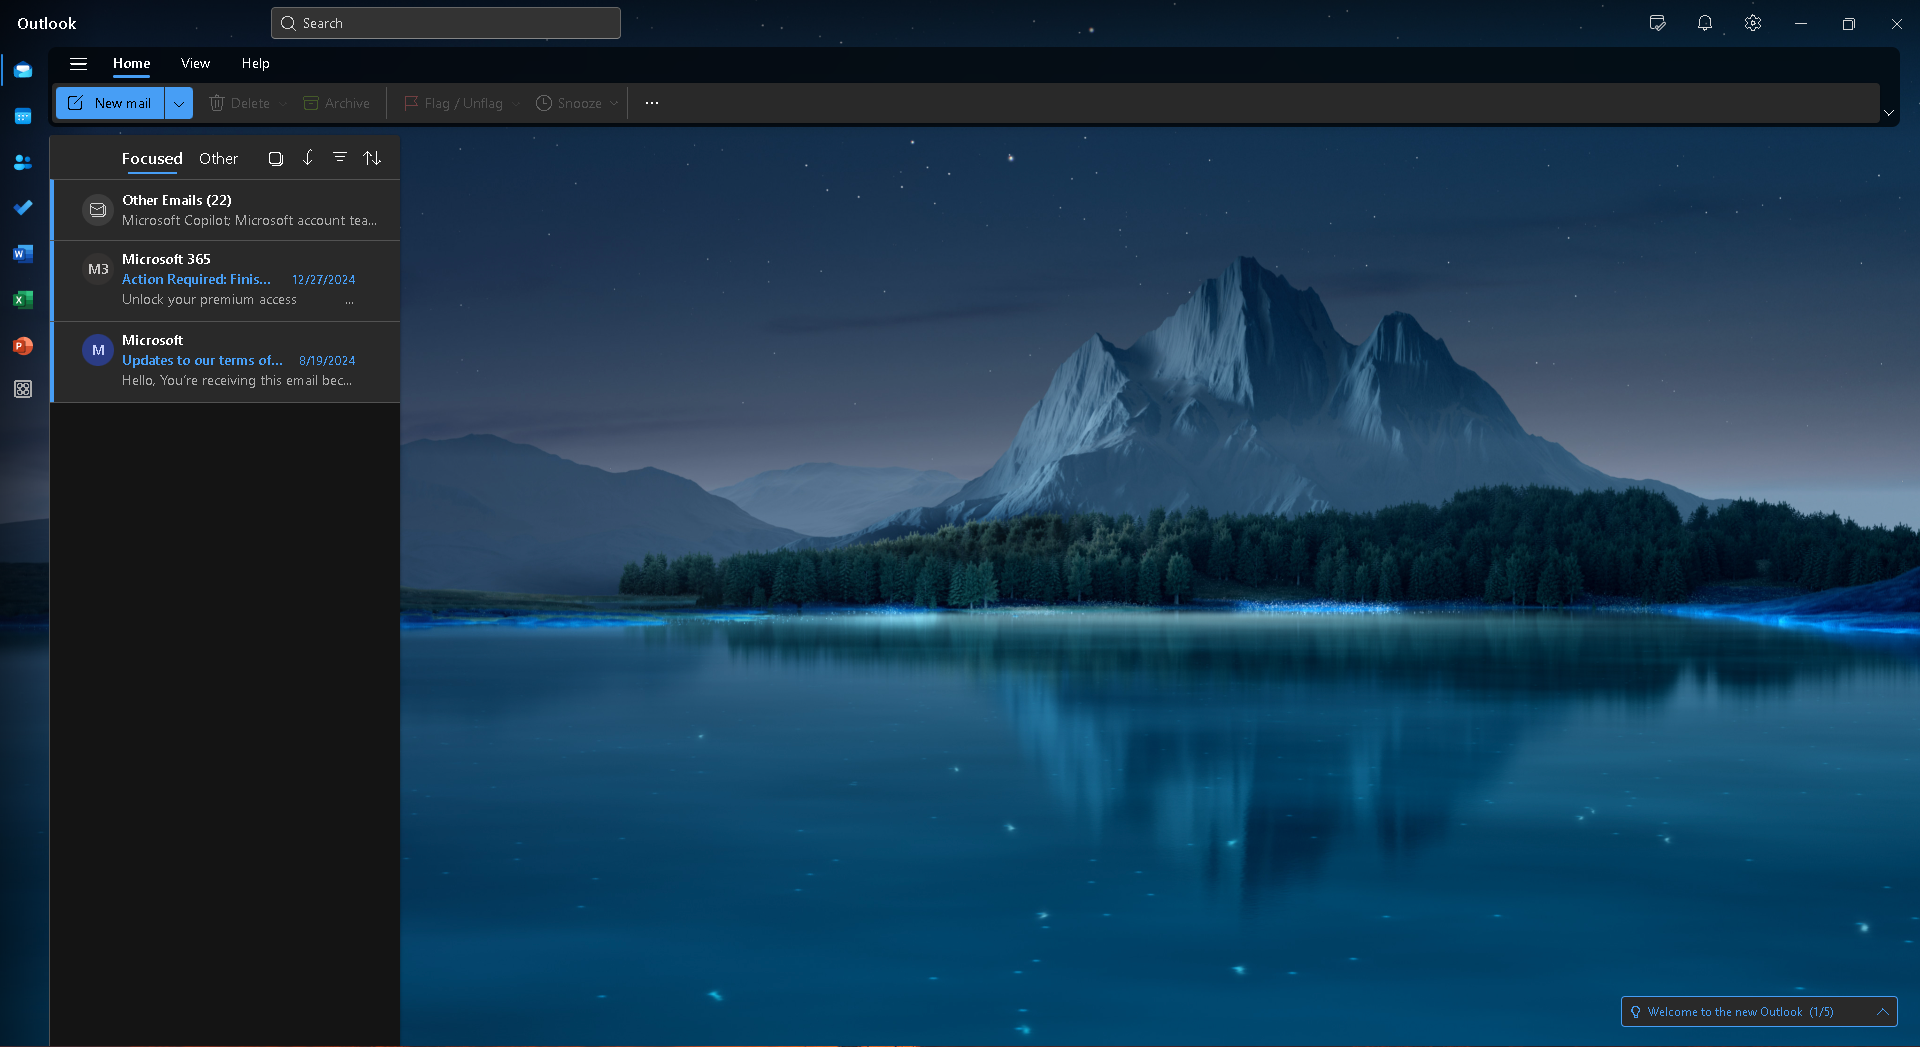 Outlook
Search
Home View Help
New mail Delete Archive Flag / Unflag Snooze ...
Focused Other
Other Emails (22)
Microsoft Copilot; Microsoft account tea...
M3
Microsoft 365
Action Required: Finis... 12/27/2024
Unlock your premium access ...
M
Microsoft
Updates to our terms of... 8/19/2024
Hello, You're receiving this email bec...
Welcome to the new Outlook (1/5)